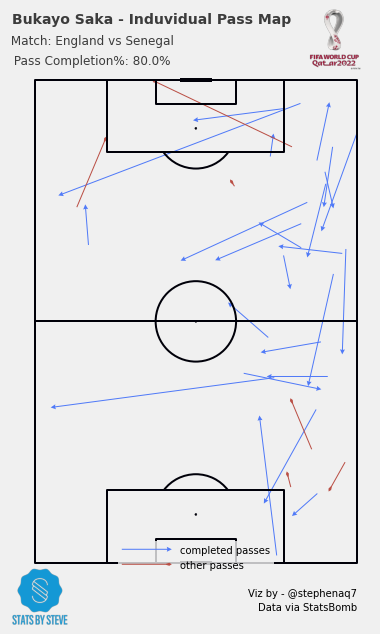 Bukayo Saka - Induvidual Pass Map
Match: England vs Senegal
Pass Completion%: 80.0%
FIFA WORLD CUP
Qatar2022
completed passes
other passes
Viz by - @stephenaq7
Data via StatsBomb
STATS BY STEVE